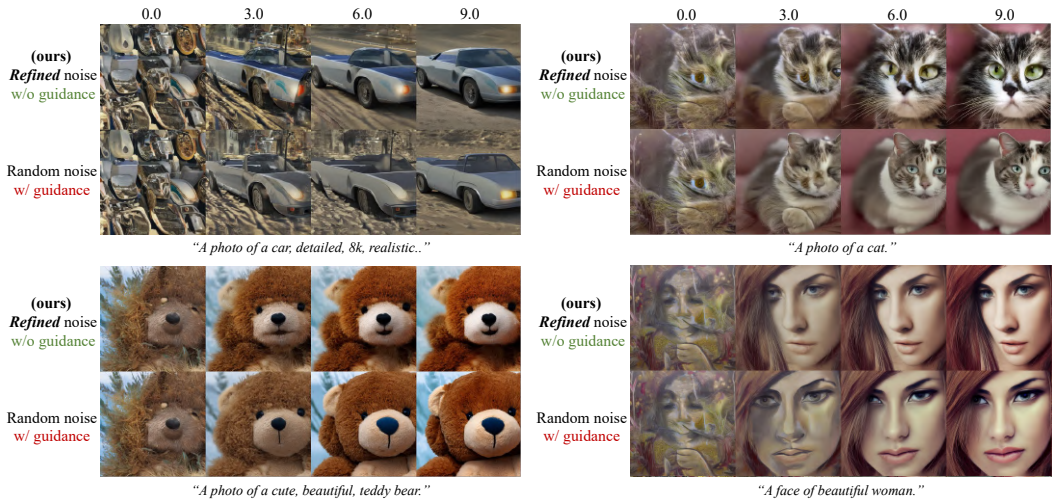 0.0 3.0 6.0 9.0
(ours)
Refined noise
w/o guidance
Random noise
w/ guidance
“A photo of a car, detailed, 8k, realistic..”
0.0 3.0 6.0 9.0
(ours)
Refined noise
w/o guidance
Random noise
w/ guidance
“A photo of a cat.”
(ours)
Refined noise
w/o guidance
Random noise
w/ guidance
“A photo of a cute, beautiful, teddy bear.”
(ours)
Refined noise
w/o guidance
Random noise
w/ guidance
“A face of beautiful woman.”